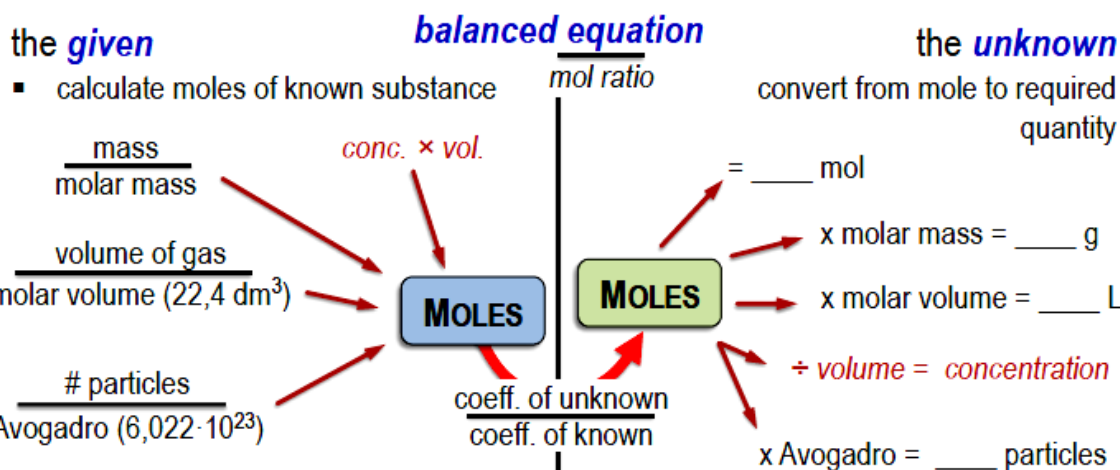 the given
balanced equation
the unknown
mol ratio
▪ calculate moles of known substance
convert from mole to required
quantity
mass
molar mass
conc. × vol.
= ____ mol
volume of gas
molar volume (22,4 dm³)
x molar mass = ____ g
MOLES
MOLES
x molar volume = ____ L
# particles
Avogadro (6,022·10²³)
÷ volume = concentration
coeff. of unknown
coeff. of known
x Avogadro = ____ particles